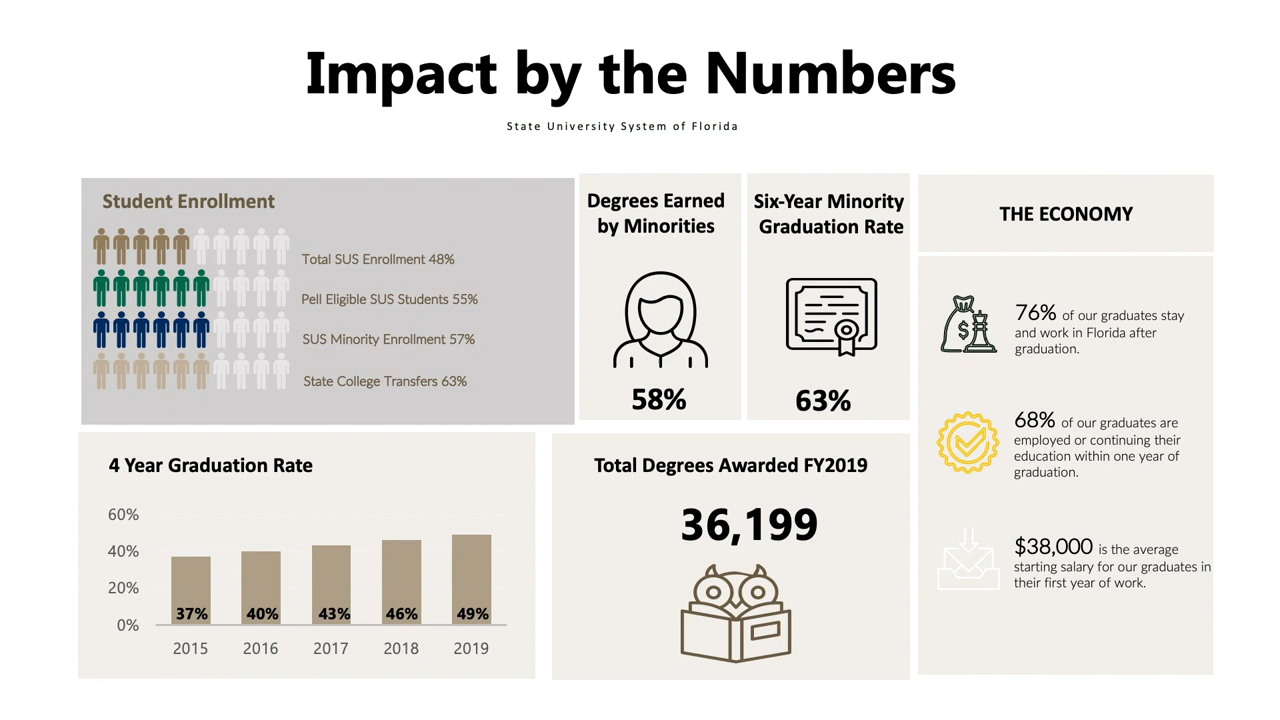 Impact by the Numbers
State University System of Florida
Student Enrollment
Total SUS Enrollment 48%
Pell Eligible SUS Students 55%
SUS Minority Enrollment 57%
State College Transfers 63%
Degrees Earned
by Minorities
58%
Six-Year Minority
Graduation Rate
63%
THE ECONOMY
$
76% of our graduates stay
and work in Florida after
graduation.
68% of our graduates are
employed or continuing their
education within one year of
graduation.
$38,000 is the average
starting salary for our graduates in
their first year of work.
4 Year Graduation Rate
60%
40%
20%
0%
37% 40% 43% 46% 49%
2015 2016 2017 2018 2019
Total Degrees Awarded FY2019
36,199